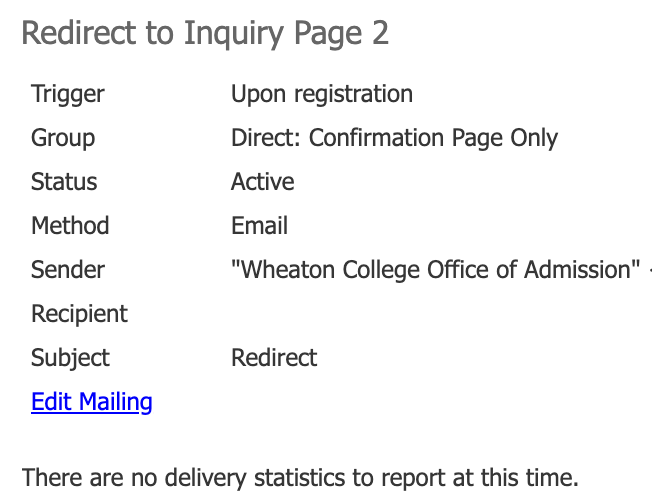 Redirect to Inquiry Page 2
Trigger Upon registration
Group Direct: Confirmation Page Only
Status Active
Method Email
Sender "Wheaton College Office of Admission"
Recipient
Subject Redirect
Edit Mailing
There are no delivery statistics to report at this time.